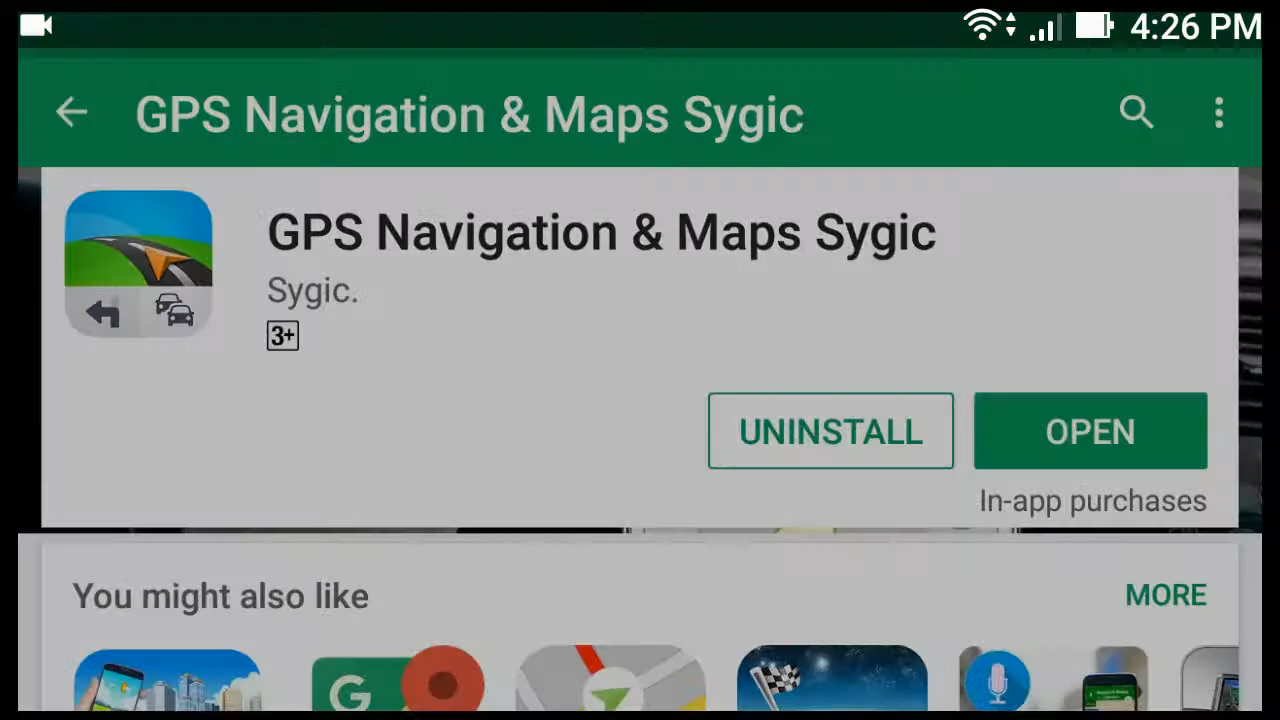 4:26 PM
GPS Navigation & Maps Sygic
GPS Navigation & Maps Sygic
Sygic.
3+
UNINSTALL
OPEN
In-app purchases
You might also like
MORE
G